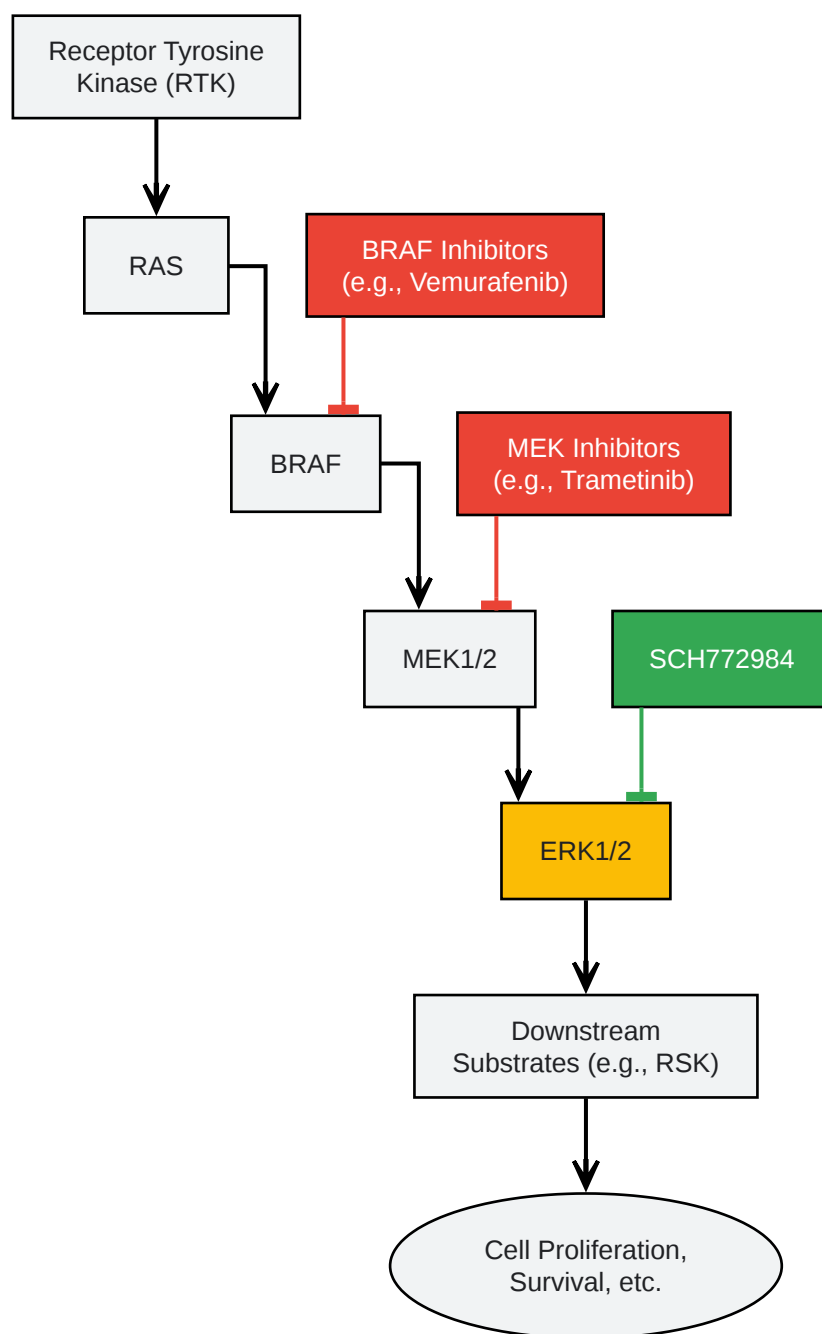 Receptor Tyrosine
Kinase (RTK)
RAS
BRAF Inhibitors
(e.g., Vemurafenib)
BRAF
MEK Inhibitors
(e.g., Trametinib)
MEK1/2
SCH772984
ERK1/2
Downstream
Substrates (e.g., RSK)
Cell Proliferation,
Survival, etc.